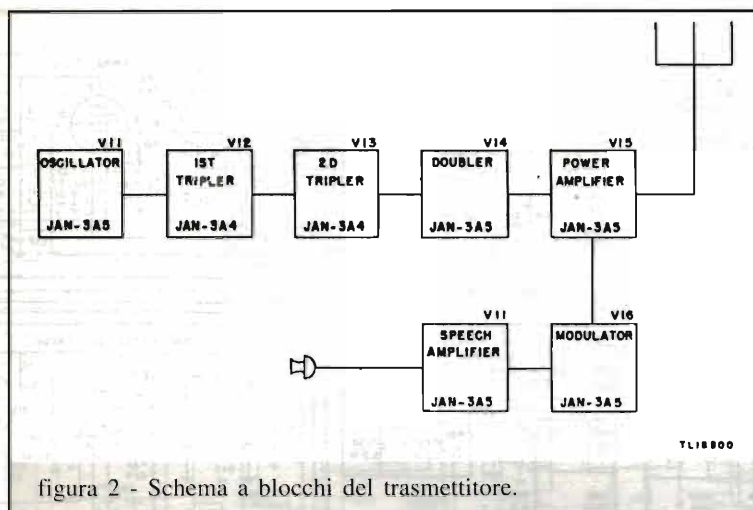 V11
OSCILLATOR
JAN-3A5
V12
1ST
TRIPLER
JAN-3A4
V13
2D
TRIPLER
JAN-3A4
V14
DOUBLER
JAN-3A5
V15
POWER
AMPLIFIER
JAN-3A5
V11
SPEECH
AMPLIFIER
JAN-3A5
V16
MODULATOR
JAN-3A5
TL18800
figura 2 - Schema a blocchi del trasmettitore.